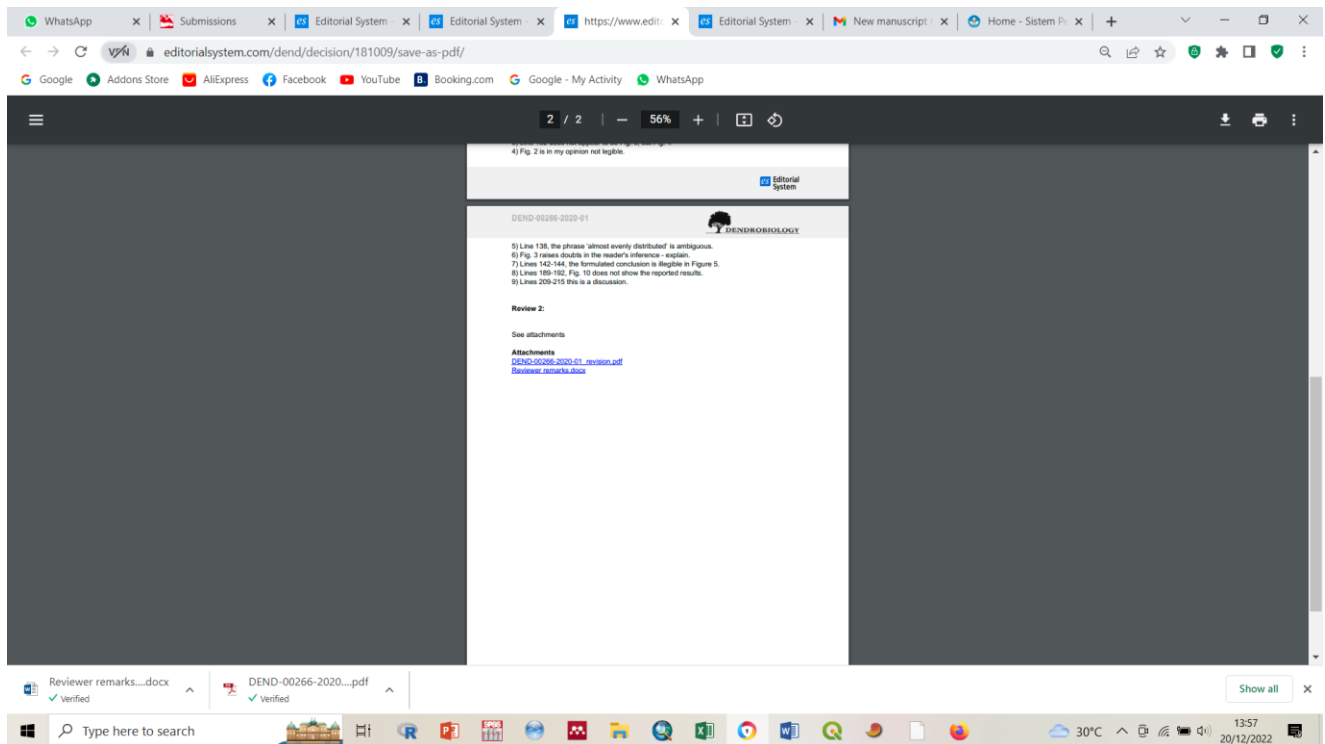 WhatsApp
Submissions
Editorial System -
Editorial System -
https://www.edito
Editorial System -
New manuscript
Home - Sistem Pe
VPN
editorialsystem.com/dend/decision/181009/save-as-pdf/
Google
Addons Store
AliExpress
Facebook
YouTube
Booking.com
Google - My Activity
WhatsApp
2 / 2
56%
4) Fig. 2 is in my opinion not legible.
es Editorial
System
DEND-00266-2020-01
DENDROBIOLOGY
5) Line 138, the phrase 'almost evenly distributed' is ambiguous.
6) Fig. 3 raises doubts in the reader's inference - explain.
7) Lines 142-144, the formulated conclusion is illegible in Figure 5.
8) Lines 189-192, Fig. 10 does not show the reported results.
9) Lines 209-215 this is a discussion.
Review 2:
See attachments
Attachments
DEND-00266-2020-01_revision.pdf
Reviewer remarks.docx
Reviewer remarks....docx
Verified
DEND-00266-2020....pdf
Verified
Show all
Type here to search
30°C
13:57
20/12/2022